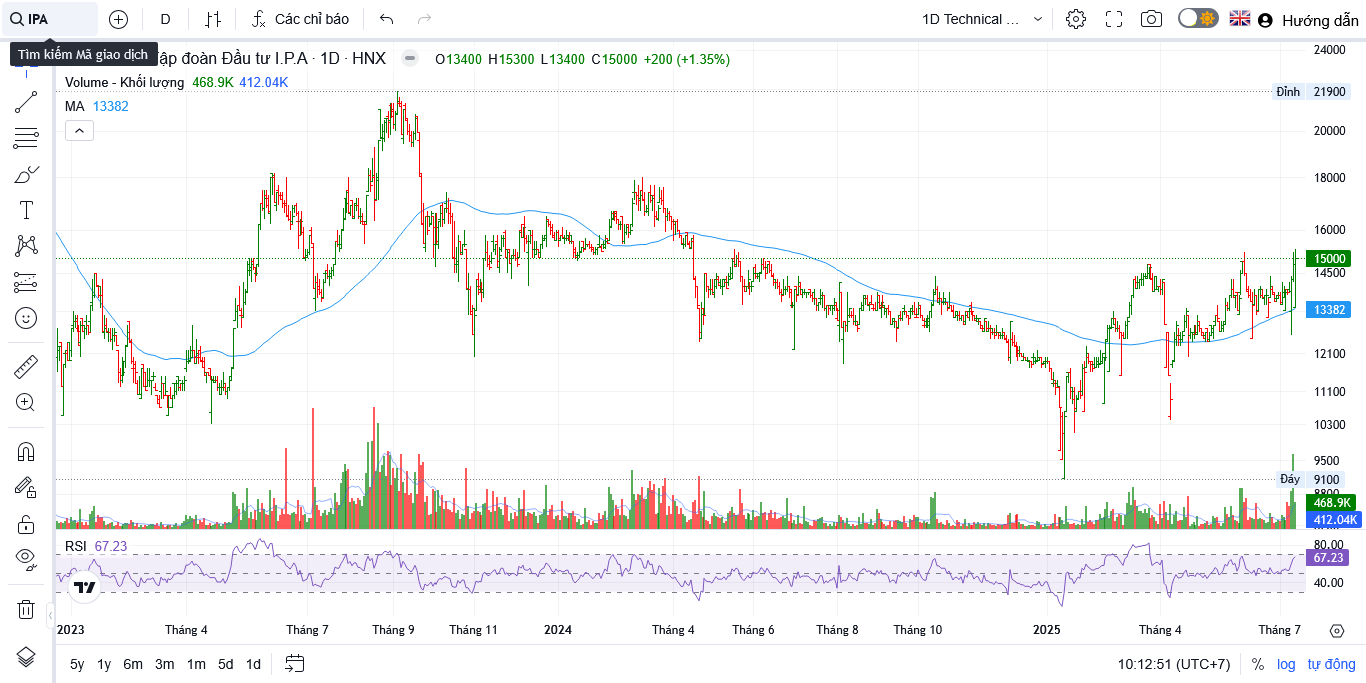 IPA
D
Các chỉ báo
1D Technical ...
Hướng dẫn
Tìm kiếm Mã giao dịch
Tập đoàn Đầu tư I.P.A · 1D · HNX
O13400 H15300 L13400 C15000 +200 (+1.35%)
Volume - Khối lượng 468.9K 412.04K
MA 13382
24000
Đỉnh 21900
20000
18000
16000
15000
14500
13382
12100
11100
10300
9500
Đáy 9100
8800
468.9K
412.04K
RSI 67.23
80.00
67.23
40.00
2023 Tháng 4 Tháng 7 Tháng 9 Tháng 11 2024 Tháng 4 Tháng 6 Tháng 8 Tháng 10 2025 Tháng 4 Tháng 7
5y 1y 6m 3m 1m 5d 1d
10:12:51 (UTC+7) % log tự động